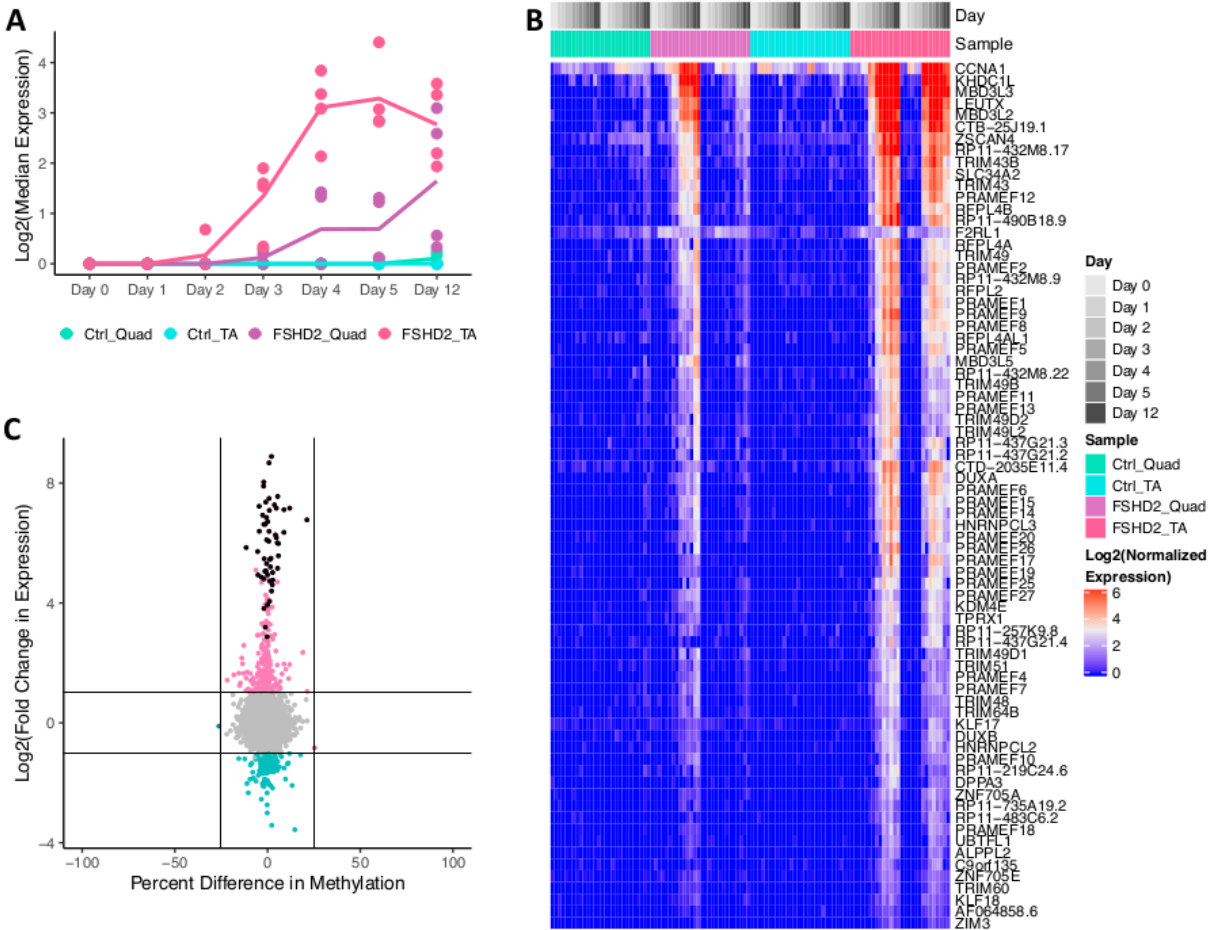 A
Log2(Median Expression)
4
3
2
1
0
Day 0 Day 1 Day 2 Day 3 Day 4 Day 5 Day 12
Ctrl_Quad Ctrl_TA FSHD2_Quad FSHD2_TA
B
Day
Sample
CCNA1
KHDC1L
MBD3L3
LEUTX
MBD3L2
CTB-25J19.1
ZSCAN4
RP11-432M8.17
TRIM43B
SLC34A2
TRIM43
PRAMEF12
RFPL4B
RP11-490B18.9
F2RL1
RFPL4A
TRIM49
PRAMEF2
RP11-432M8.9
RFPL2
PRAMEF1
PRAMEF9
PRAMEF8
RFPL4AL1
PRAMEF5
MBD3L5
RP11-432M8.22
TRIM49B
PRAMEF11
PRAMEF13
TRIM49D2
TRIM49L2
RP11-437G21.3
RP11-437G21.2
CTD-2035E11.4
DUXA
PRAMEF6
PRAMEF15
PRAMEF14
HNRNPCL3
PRAMEF20
PRAMEF26
PRAMEF17
PRAMEF19
PRAMEF25
PRAMEF27
KDM4E
TPRX1
RP11-257K9.8
RP11-437G21.4
TRIM49D1
TRIM51
PRAMEF4
PRAMEF7
TRIM48
TRIM64B
KLF17
DUXB
HNRNPCL2
PRAMEF10
RP11-219C24.6
DPPA3
ZNF705A
RP11-735A19.2
RP11-483C6.2
PRAMEF18
UBTFL1
ALPPL2
C9orf135
ZNF705E
TRIM60
KLF18
AF064858.6
ZIM3
Day
Day 0
Day 1
Day 2
Day 3
Day 4
Day 5
Day 12
Sample
Ctrl_Quad
Ctrl_TA
FSHD2_Quad
FSHD2_TA
Log2(Normalized
Expression)
6
4
2
0
C
Log2(Fold Change in Expression)
8
4
0
−4
−100 −50 0 50 100
Percent Difference in Methylation